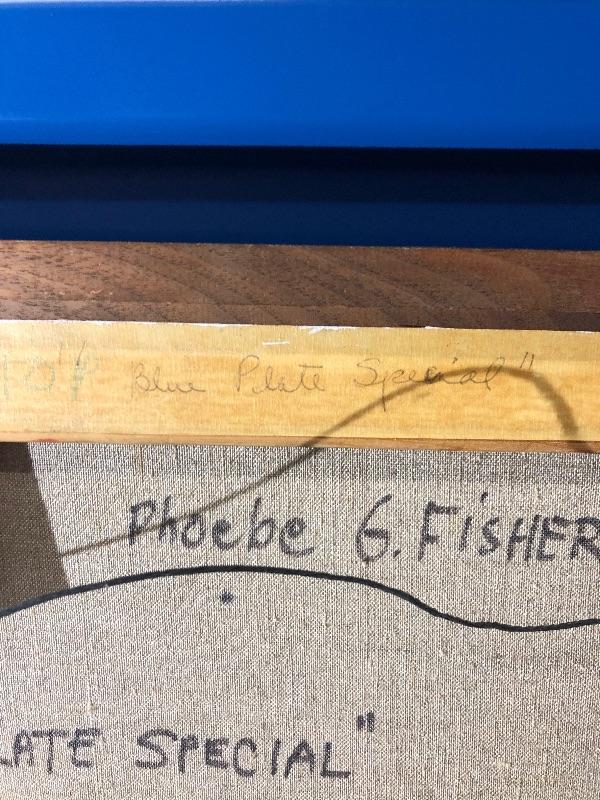 Blue Plate Special"
Phoebe G. FisHER
LATE SPECIAL"